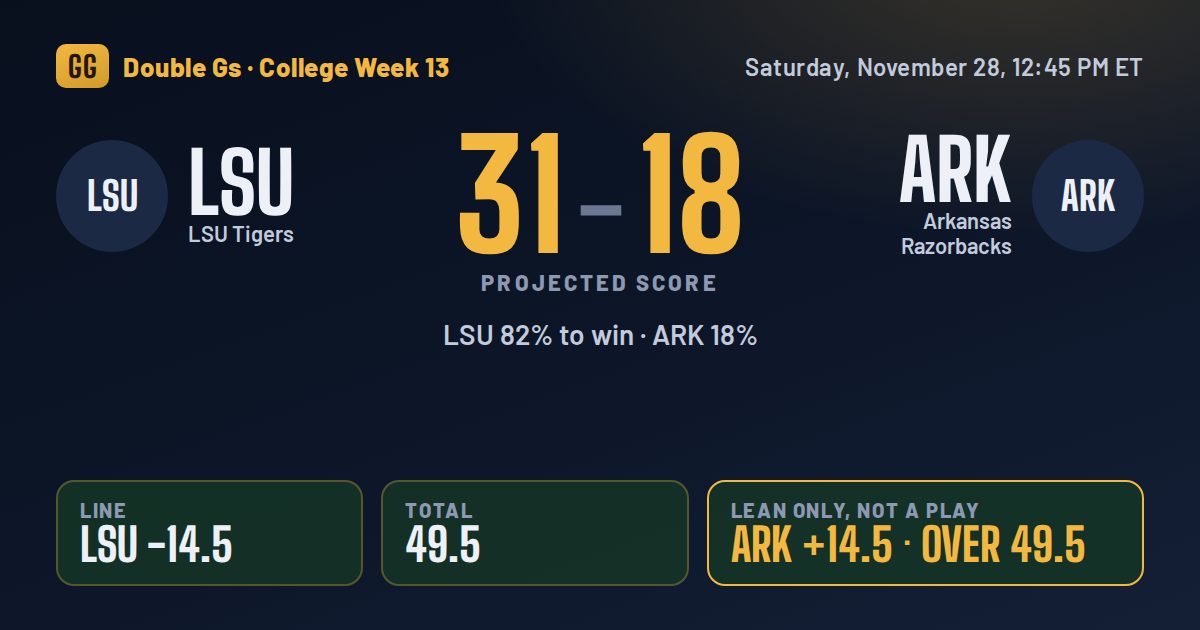 GG
Double Gs · College Week 13
Saturday, November 28, 12:45 PM ET
LSU
LSU
LSU Tigers
31 – 18
PROJECTED SCORE
LSU 82% to win · ARK 18%
ARK
Arkansas
Razorbacks
ARK
LINE
LSU −14.5
TOTAL
49.5
LEAN ONLY, NOT A PLAY
ARK +14.5 · OVER 49.5